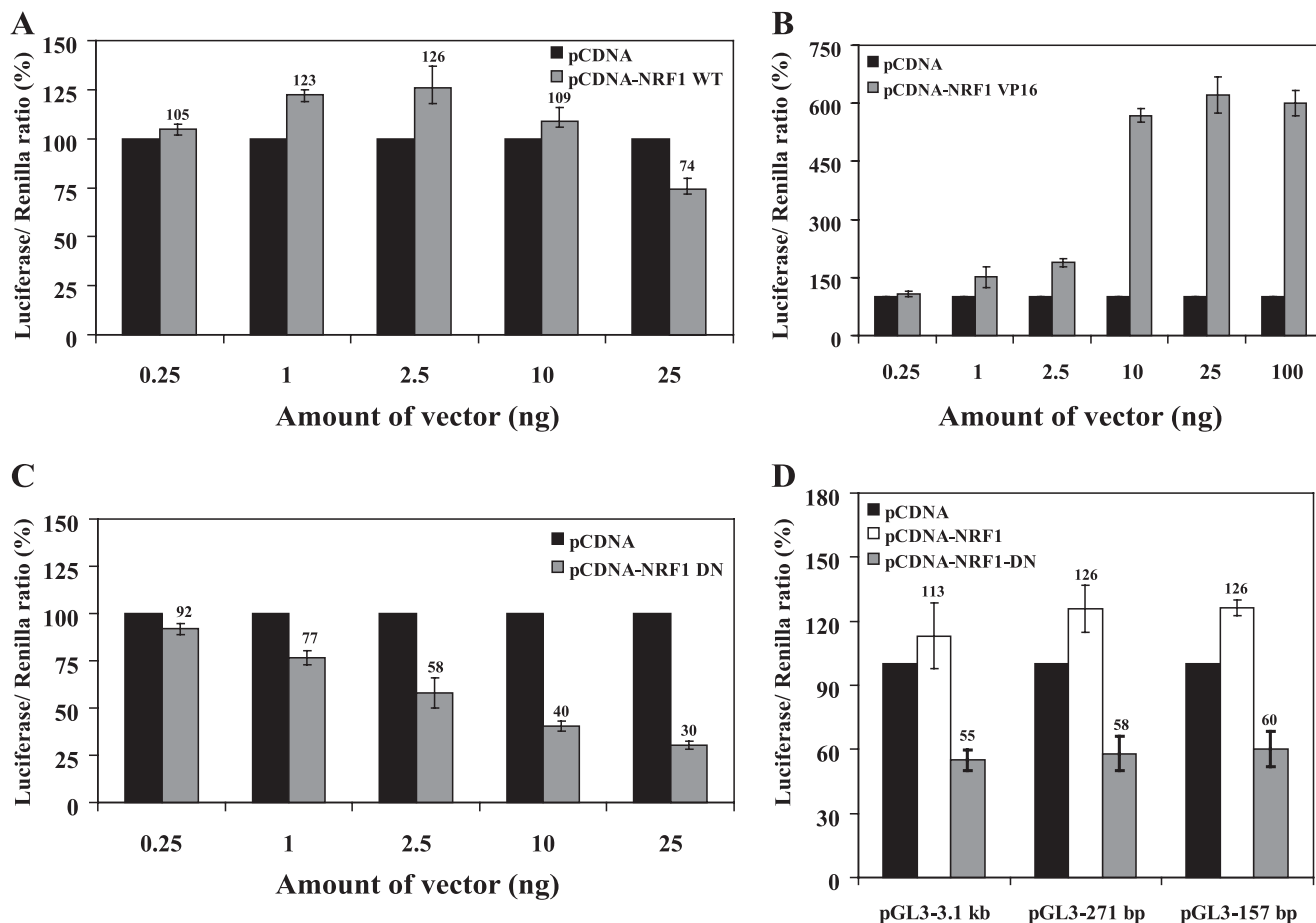 A
Luciferase/ Renilla ratio (%)
150
125
100
75
50
25
0
pCDNA
pCDNA-NRF1 WT
105
123
126
109
74
0.25 1 2.5 10 25
Amount of vector (ng)
B
Luciferase/ Renilla ratio (%)
750
600
450
300
150
0
pCDNA
pCDNA-NRF1 VP16
0.25 1 2.5 10 25 100
Amount of vector (ng)
C
Luciferase/ Renilla ratio (%)
150
125
100
75
50
25
0
pCDNA
pCDNA-NRF1 DN
92
77
58
40
30
0.25 1 2.5 10 25
Amount of vector (ng)
D
Luciferase/ Renilla ratio (%)
180
150
120
90
60
30
0
pCDNA
pCDNA-NRF1
pCDNA-NRF1-DN
113
55
126
58
126
60
pGL3-3.1 kb pGL3-271 bp pGL3-157 bp